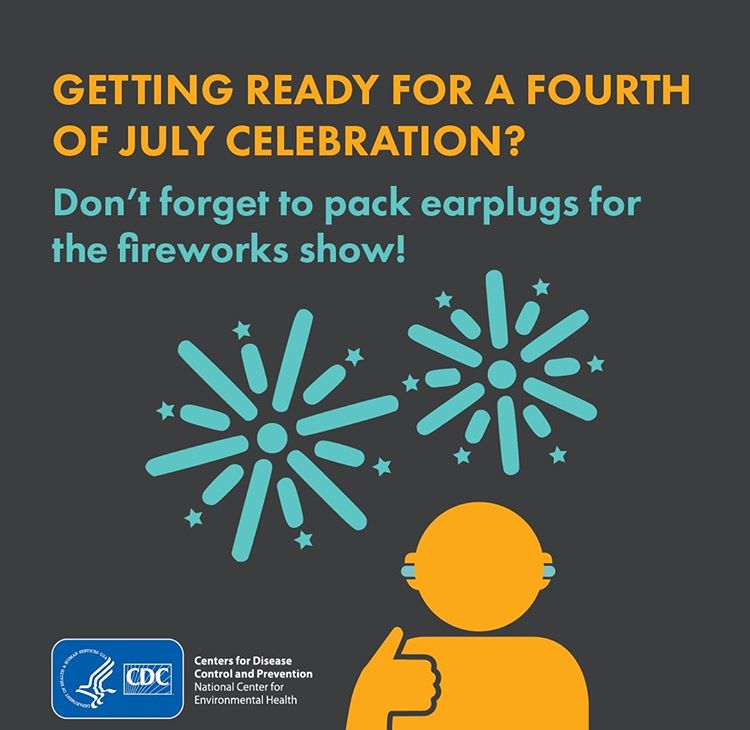 GETTING READY FOR A FOURTH
OF JULY CELEBRATION?
Don't forget to pack earplugs for
the fireworks show!
DEPARTMENT OF HEALTH & HUMAN SERVICES USA
CDC
Centers for Disease
Control and Prevention
National Center for
Environmental Health